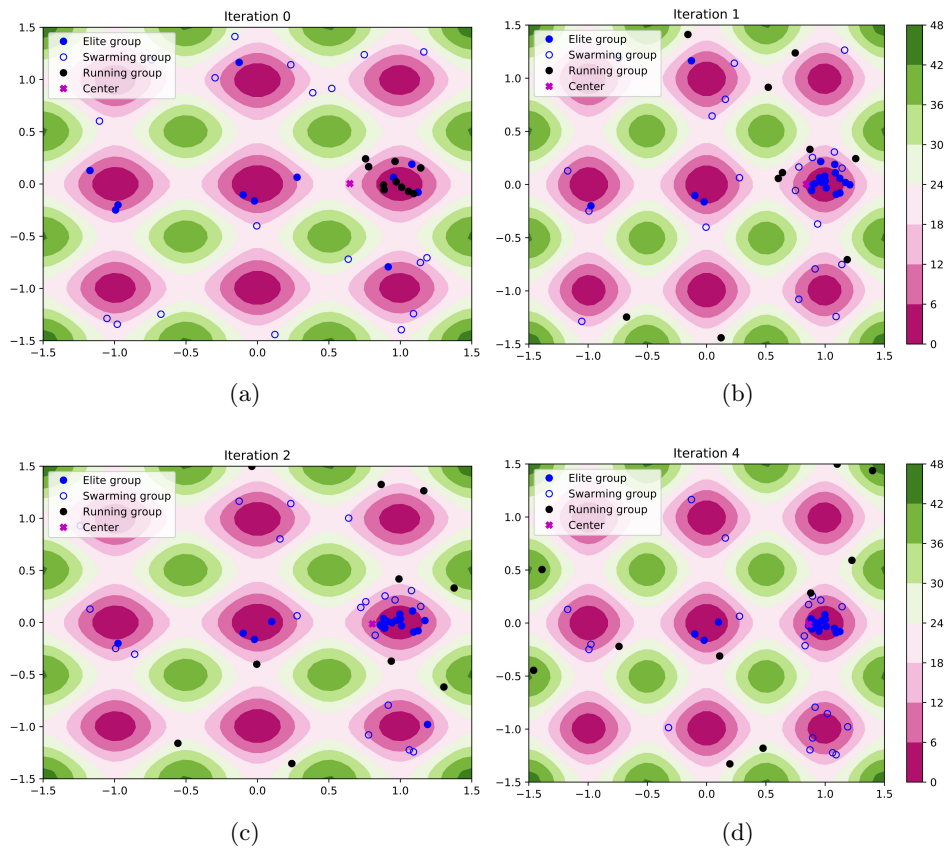 Iteration 0
Elite group
Swarming group
Running group
Center
1.5
1.0
0.5
0.0
−0.5
−1.0
−1.5
−1.5 −1.0 −0.5 0.0 0.5 1.0 1.5
(a)
Iteration 1
Elite group
Swarming group
Running group
Center
1.5
1.0
0.5
0.0
−0.5
−1.0
−1.5
−1.5 −1.0 −0.5 0.0 0.5 1.0 1.5
48
42
36
30
24
18
12
6
0
(b)
Iteration 2
Elite group
Swarming group
Running group
Center
1.5
1.0
0.5
0.0
−0.5
−1.0
−1.5
−1.5 −1.0 −0.5 0.0 0.5 1.0 1.5
(c)
Iteration 4
Elite group
Swarming group
Running group
Center
1.5
1.0
0.5
0.0
−0.5
−1.0
−1.5
−1.5 −1.0 −0.5 0.0 0.5 1.0 1.5
48
42
36
30
24
18
12
6
0
(d)